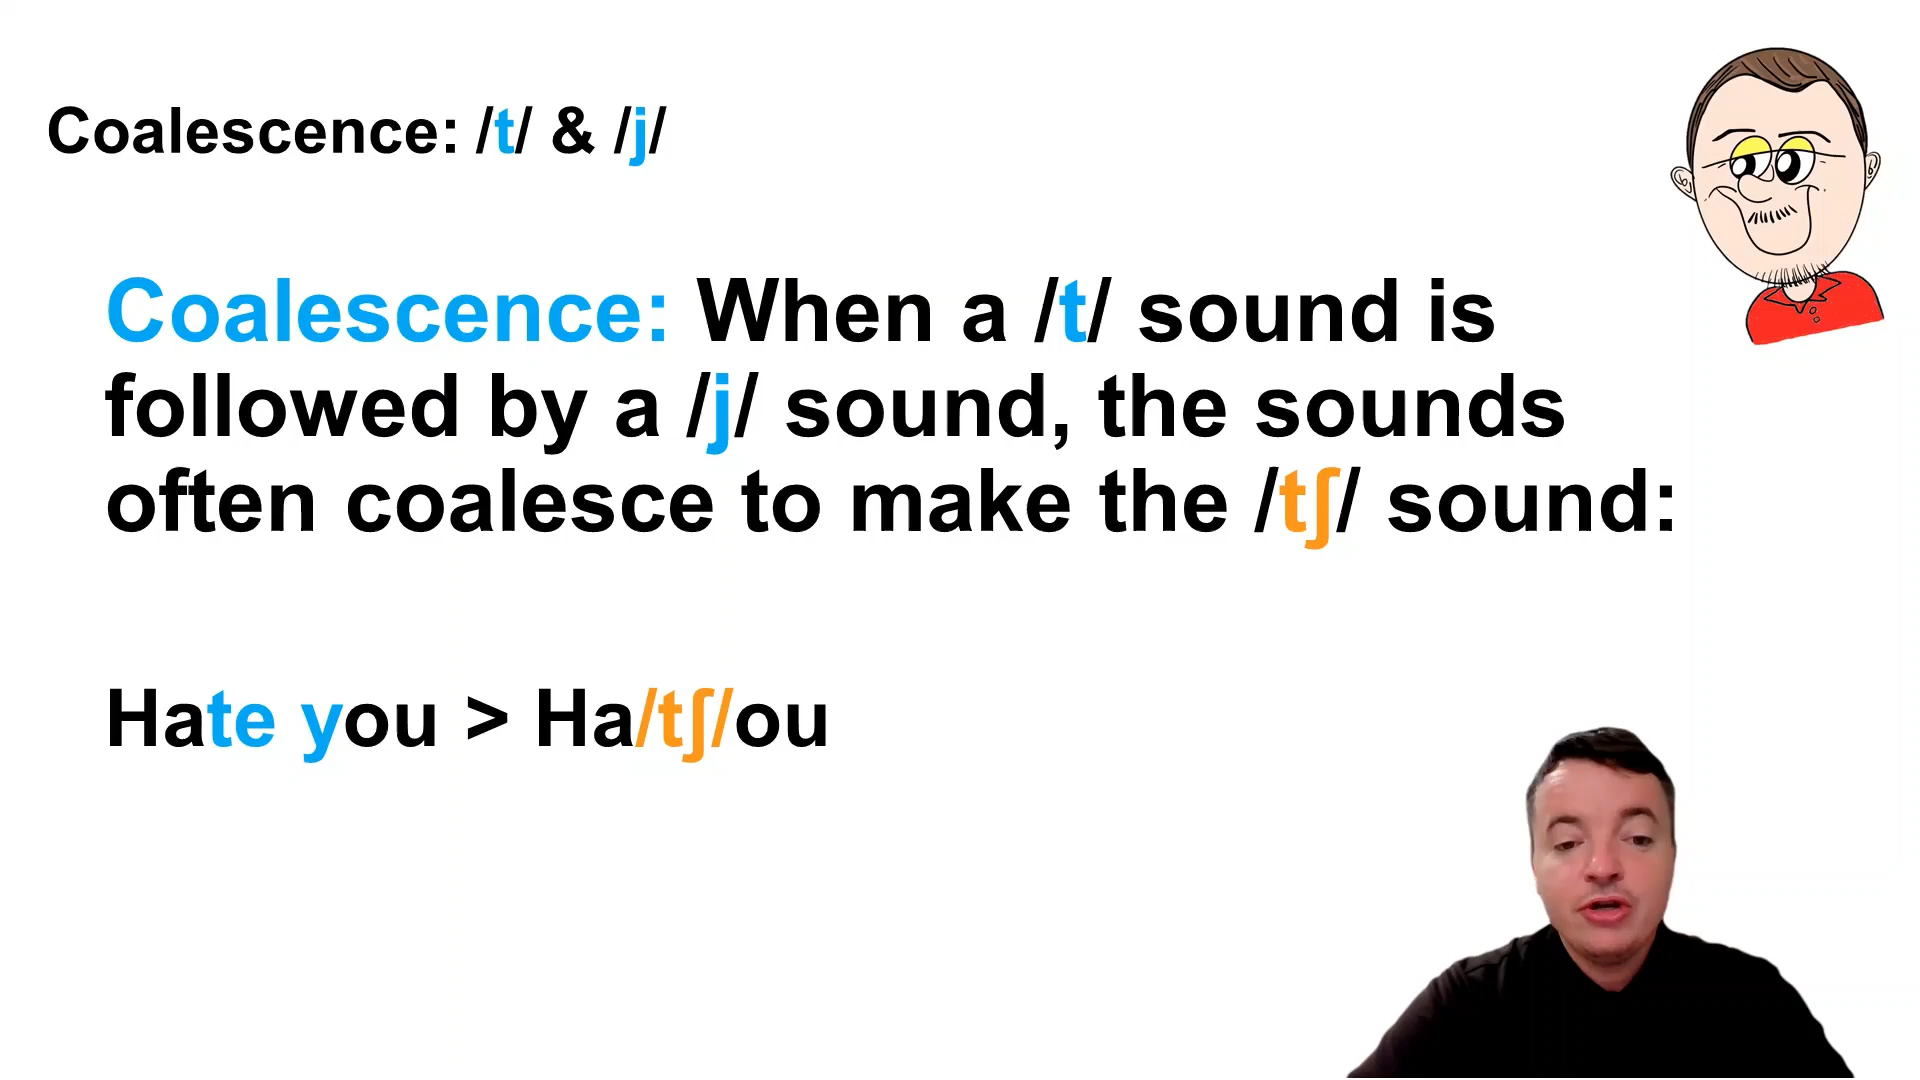 Coalescence: /t/ & /j/
Coalescence: When a /t/ sound is
followed by a /j/ sound, the sounds
often coalesce to make the /tʃ/ sound:
Hate you > Ha/tʃ/ou